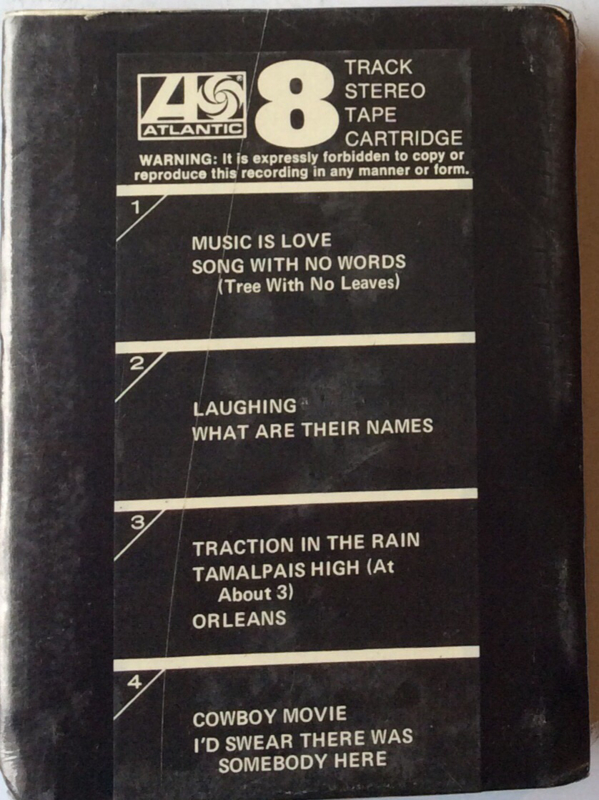 ATLANTIC
8
TRACK
STEREO
TAPE
CARTRIDGE
WARNING: It is expressly forbidden to copy or
reproduce this recording in any manner or form.
1
MUSIC IS LOVE
SONG WITH NO WORDS
(Tree With No Leaves)
2
LAUGHING
WHAT ARE THEIR NAMES
3
TRACTION IN THE RAIN
TAMALPAIS HIGH (At
About 3)
ORLEANS
4
COWBOY MOVIE
I'D SWEAR THERE WAS
SOMEBODY HERE